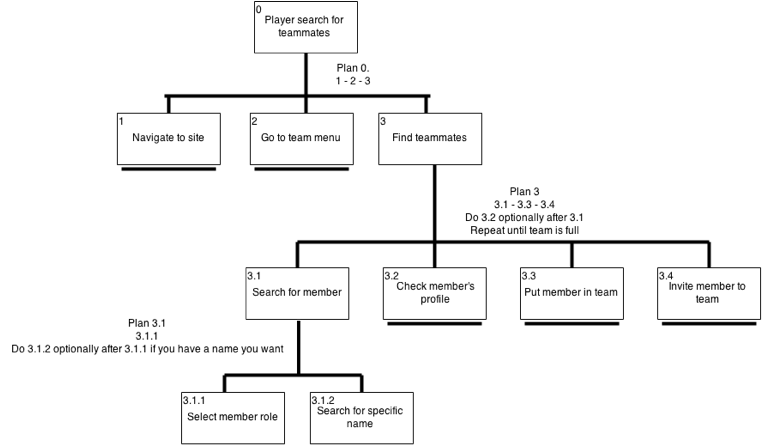 0
Player search for
teammates
Plan 0.
1 - 2 - 3
1
Navigate to site
2
Go to team menu
3
Find teammates
Plan 3
3.1 - 3.3 - 3.4
Do 3.2 optionally after 3.1
Repeat until team is full
3.1
Search for member
3.2
Check member's
profile
3.3
Put member in team
3.4
Invite member to
team
Plan 3.1
3.1.1
Do 3.1.2 optionally after 3.1.1 if you have a name you want
3.1.1
Select member role
3.1.2
Search for specific
name